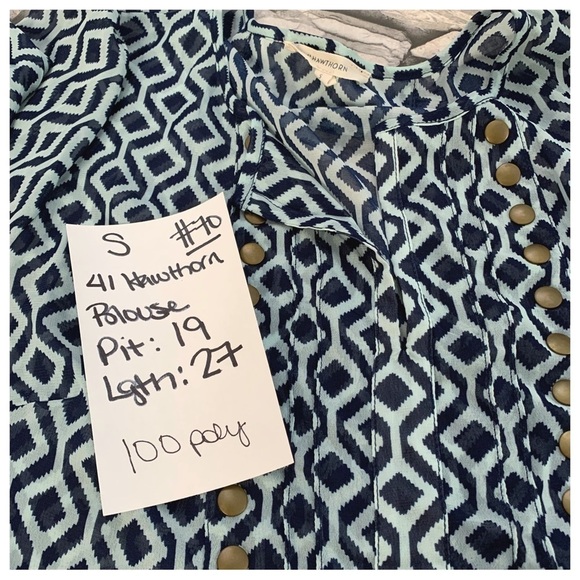 HAWTHORN
S #70
41 Hawthorn
Blouse
Pit: 19
Lgth: 27
100 poly